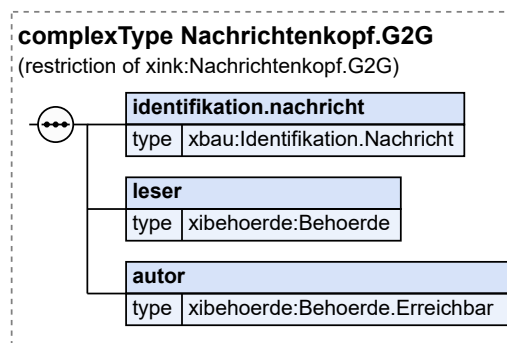 complexType Nachrichtenkopf.G2G
(restriction of xink:Nachrichtenkopf.G2G)
identifikation.nachricht
type xbau:Identifikation.Nachricht
leser
type xibehoerde:Behoerde
autor
type xibehoerde:Behoerde.Erreichbar